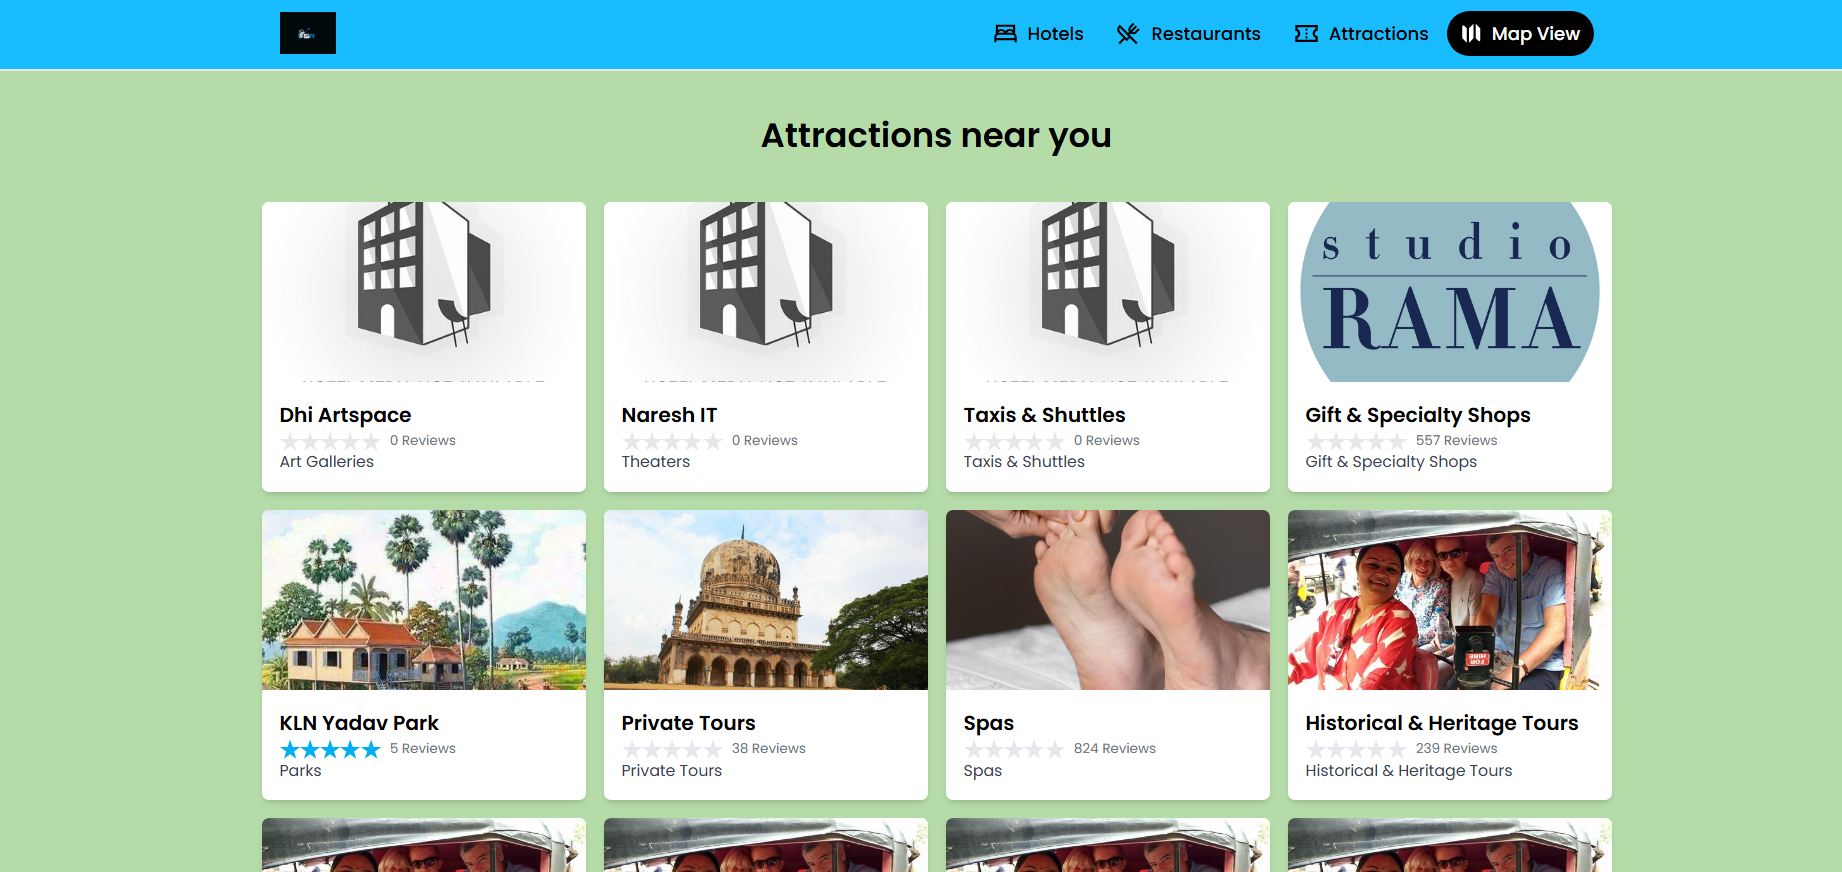 Hotels
Restaurants
Attractions
Map View
Attractions near you
studio
RAMA
Dhi Artspace
0 Reviews
Art Galleries
Naresh IT
0 Reviews
Theaters
Taxis & Shuttles
0 Reviews
Taxis & Shuttles
Gift & Specialty Shops
557 Reviews
Gift & Specialty Shops
FOR
HIRE
KLN Yadav Park
5 Reviews
Parks
Private Tours
38 Reviews
Private Tours
Spas
824 Reviews
Spas
Historical & Heritage Tours
239 Reviews
Historical & Heritage Tours